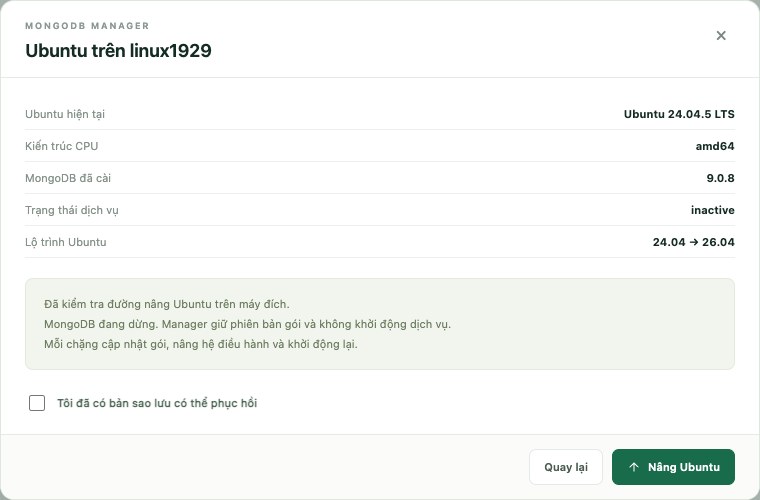 MONGODB MANAGER
Ubuntu trên linux1929
Ubuntu hiện tại Ubuntu 24.04.5 LTS
Kiến trúc CPU amd64
MongoDB đã cài 9.0.8
Trạng thái dịch vụ inactive
Lộ trình Ubuntu 24.04 → 26.04
Đã kiểm tra đường nâng Ubuntu trên máy đích.
MongoDB đang dừng. Manager giữ phiên bản gói và không khởi động dịch vụ.
Mỗi chặng cập nhật gói, nâng hệ điều hành và khởi động lại.
Tôi đã có bản sao lưu có thể phục hồi
Quay lại ↑ Nâng Ubuntu